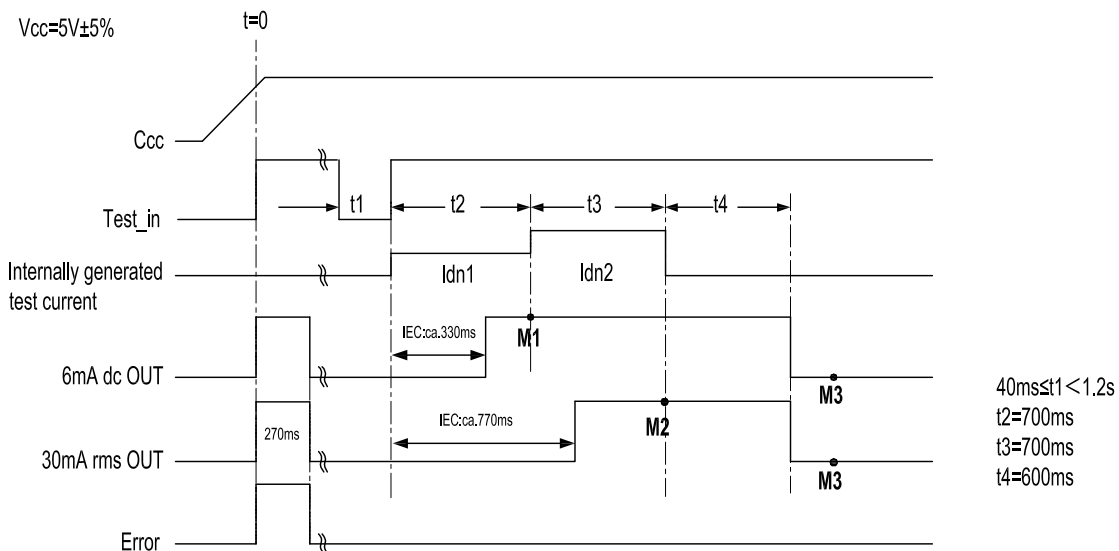 Vcc=5V±5%
t=0
Ccc
Test_in
t1
t2
t3
t4
Internally generated
test current
Idn1
Idn2
IEC:ca.330ms
M1
6mA dc OUT
M3
IEC:ca.770ms
M2
270ms
30mA rms OUT
M3
Error
40ms≤t1＜1.2s
t2=700ms
t3=700ms
t4=600ms